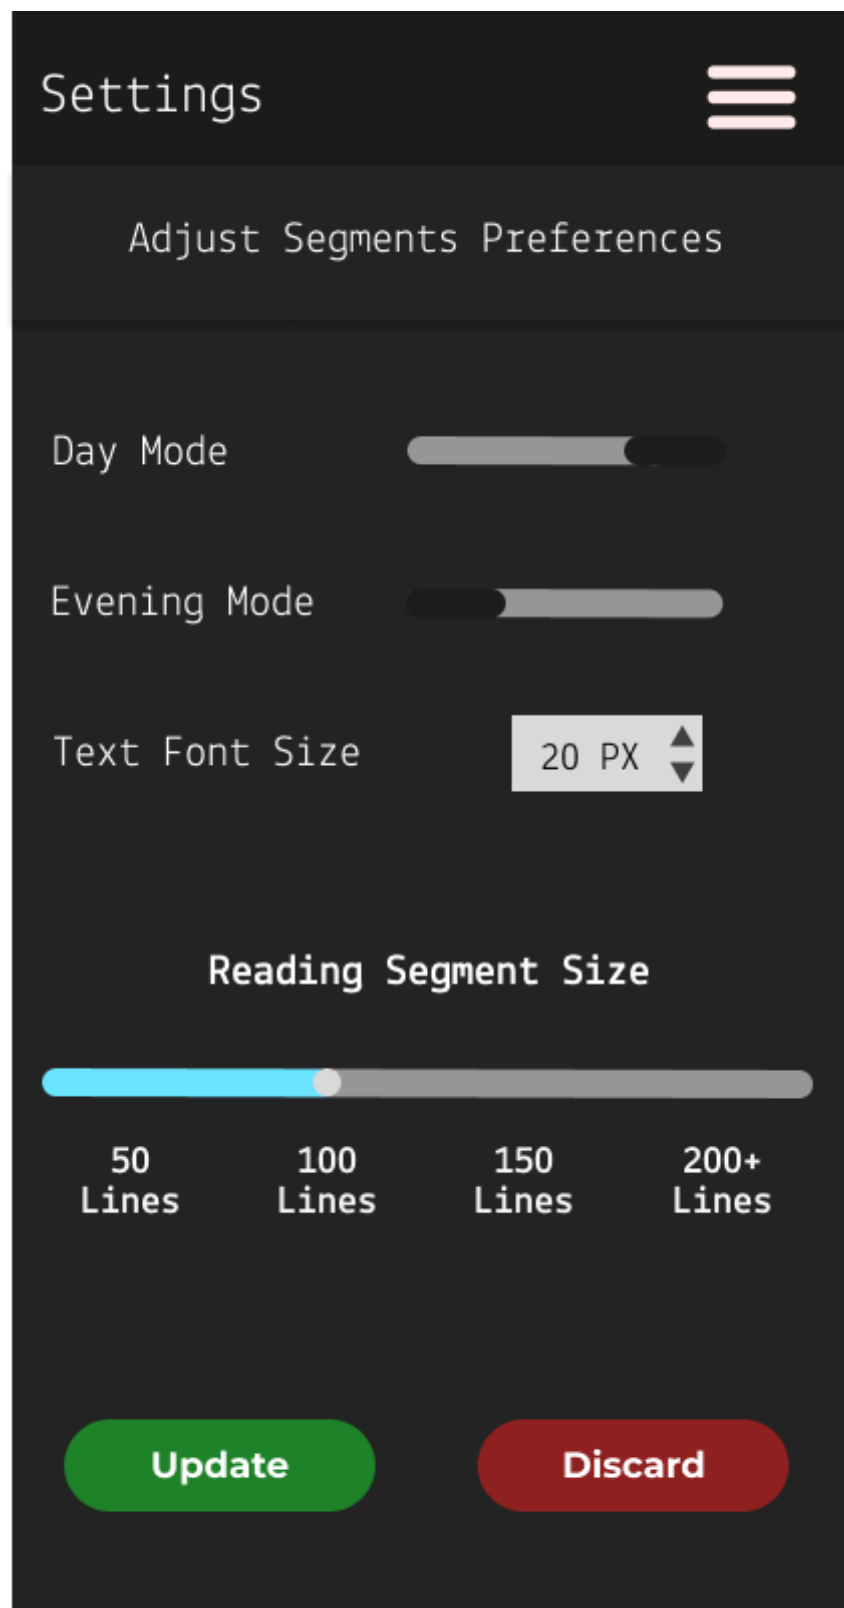 Settings
Adjust Segments Preferences
Day Mode
Evening Mode
Text Font Size
20 PX
Reading Segment Size
50 100 150 200+
Lines Lines Lines Lines
Update Discard